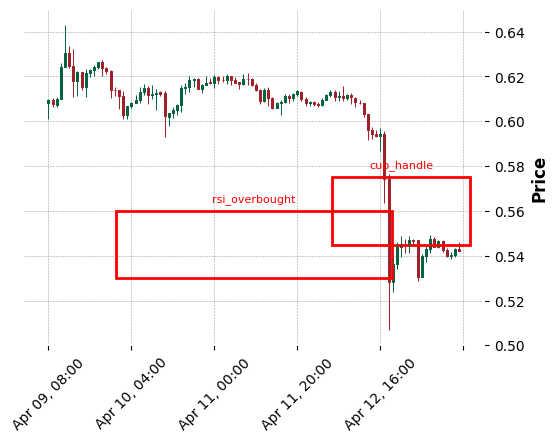 0.64
0.62
0.60
cup_handle
0.58
rsi_overbought
0.56
0.54
0.52
0.50
Price
Apr 09, 08:00
Apr 10, 04:00
Apr 11, 00:00
Apr 11, 20:00
Apr 12, 16:00